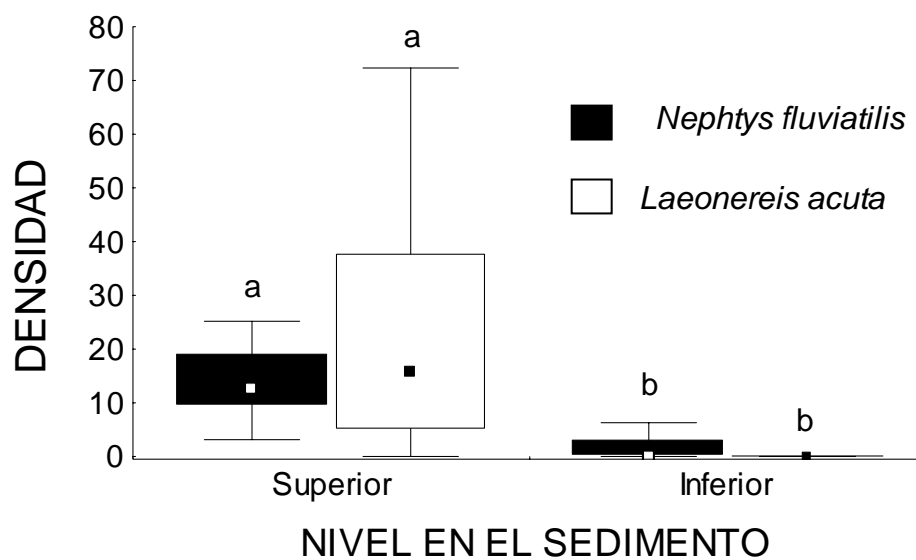 80
70
60
50
40
30
20
10
0
DENSIDAD
a
a
b
b
Nephtys fluviatilis
Laeonereis acuta
Superior
Inferior
NIVEL EN EL SEDIMENTO